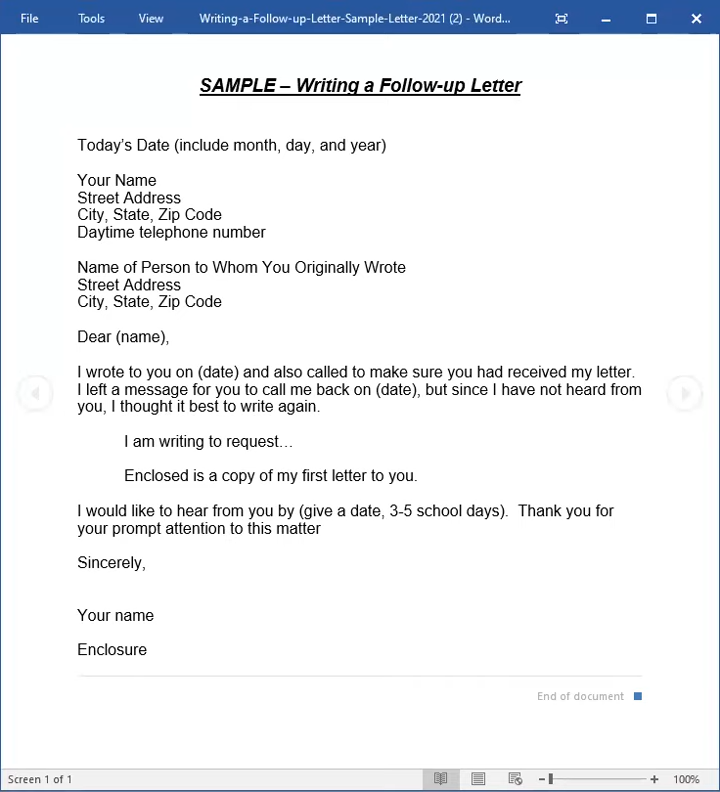 File Tools View Writing-a-Follow-up-Letter-Sample-Letter-2021 (2) - Word...
SAMPLE – Writing a Follow-up Letter
Today’s Date (include month, day, and year)
Your Name
Street Address
City, State, Zip Code
Daytime telephone number
Name of Person to Whom You Originally Wrote
Street Address
City, State, Zip Code
Dear (name),
I wrote to you on (date) and also called to make sure you had received my letter.
I left a message for you to call me back on (date), but since I have not heard from
you, I thought it best to write again.
I am writing to request…
Enclosed is a copy of my first letter to you.
I would like to hear from you by (give a date, 3-5 school days).  Thank you for
your prompt attention to this matter
Sincerely,
Your name
Enclosure
End of document
Screen 1 of 1 100%